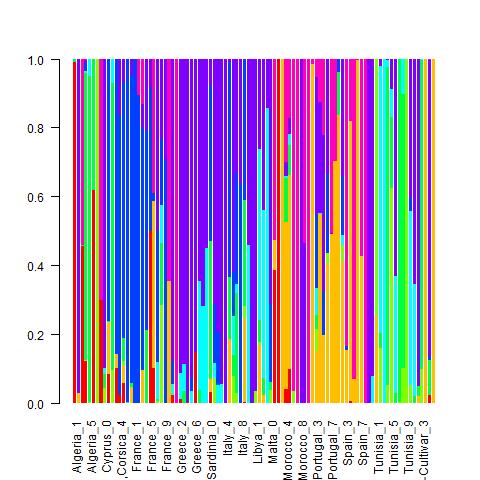 1.0
0.8
0.6
0.4
0.2
0.0
Algeria_1
Algeria_5
Cyprus_0
,Corsica_4
France_1
France_5
France_9
Greece_2
Greece_6
Sardinia_0
Italy_4
Italy_8
Libya_1
Malta_0
Morocco_4
Morocco_8
Portugal_3
Portugal_7
Spain_3
Spain_7
Tunisia_1
Tunisia_5
Tunisia_9
-Cultivar_3